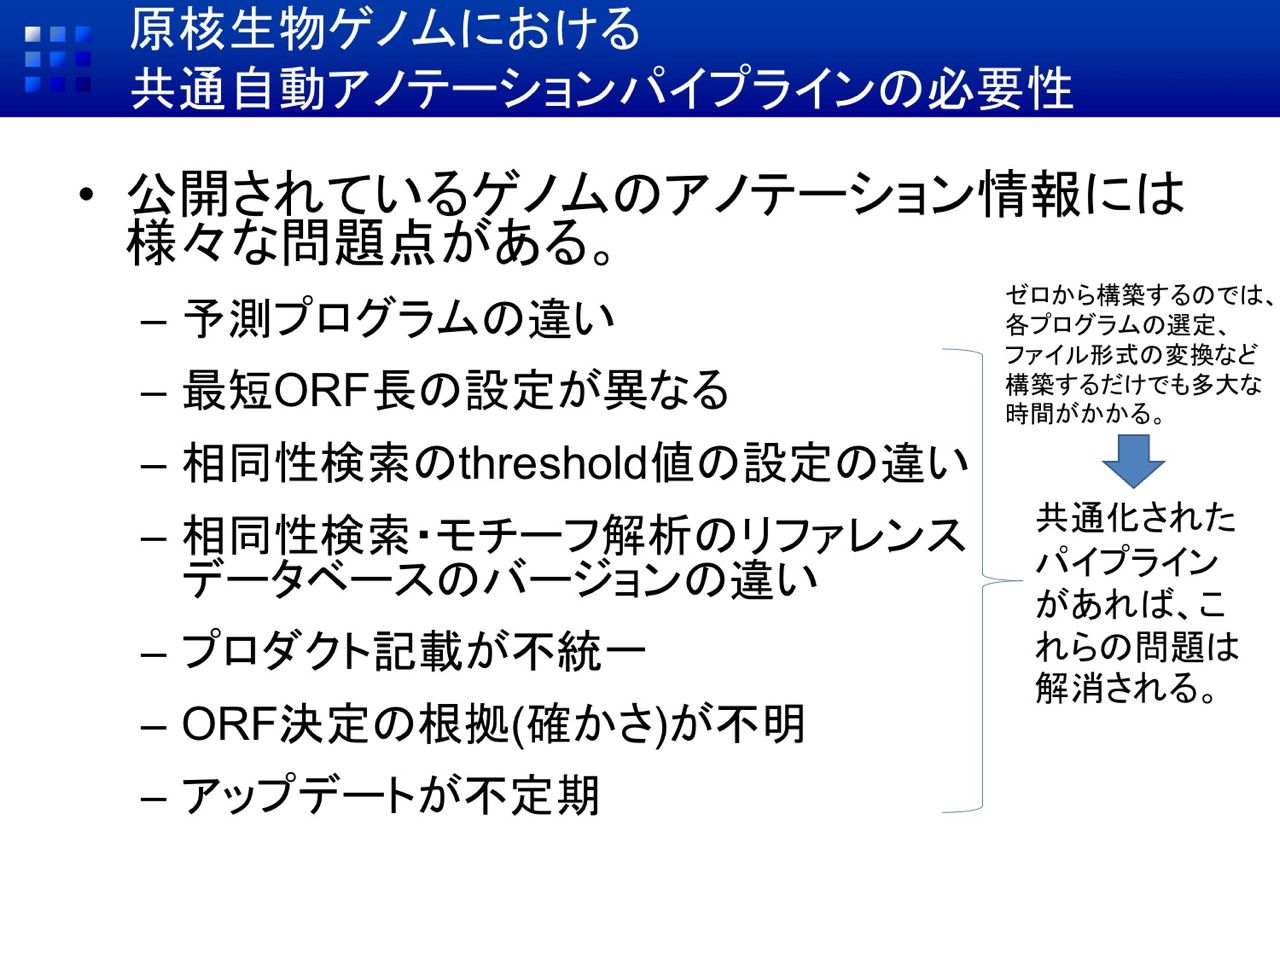 原核生物ゲノムにおける
共通自動アノテーションパイプラインの必要性
• 公開されているゲノムのアノテーション情報には
様々な問題点がある。
– 予測プログラムの違い
– 最短ORF長の設定が異なる
– 相同性検索のthreshold値の設定の違い
– 相同性検索・モチーフ解析のリファレンス
データベースのバージョンの違い
– プロダクト記載が不統一
– ORF決定の根拠(確かさ)が不明
– アップデートが不定期
ゼロから構築するのでは、
各プログラムの選定、
ファイル形式の変換など
構築するだけでも多大な
時間がかかる。
共通化された
パイプライン
があれば、こ
れらの問題は
解消される。